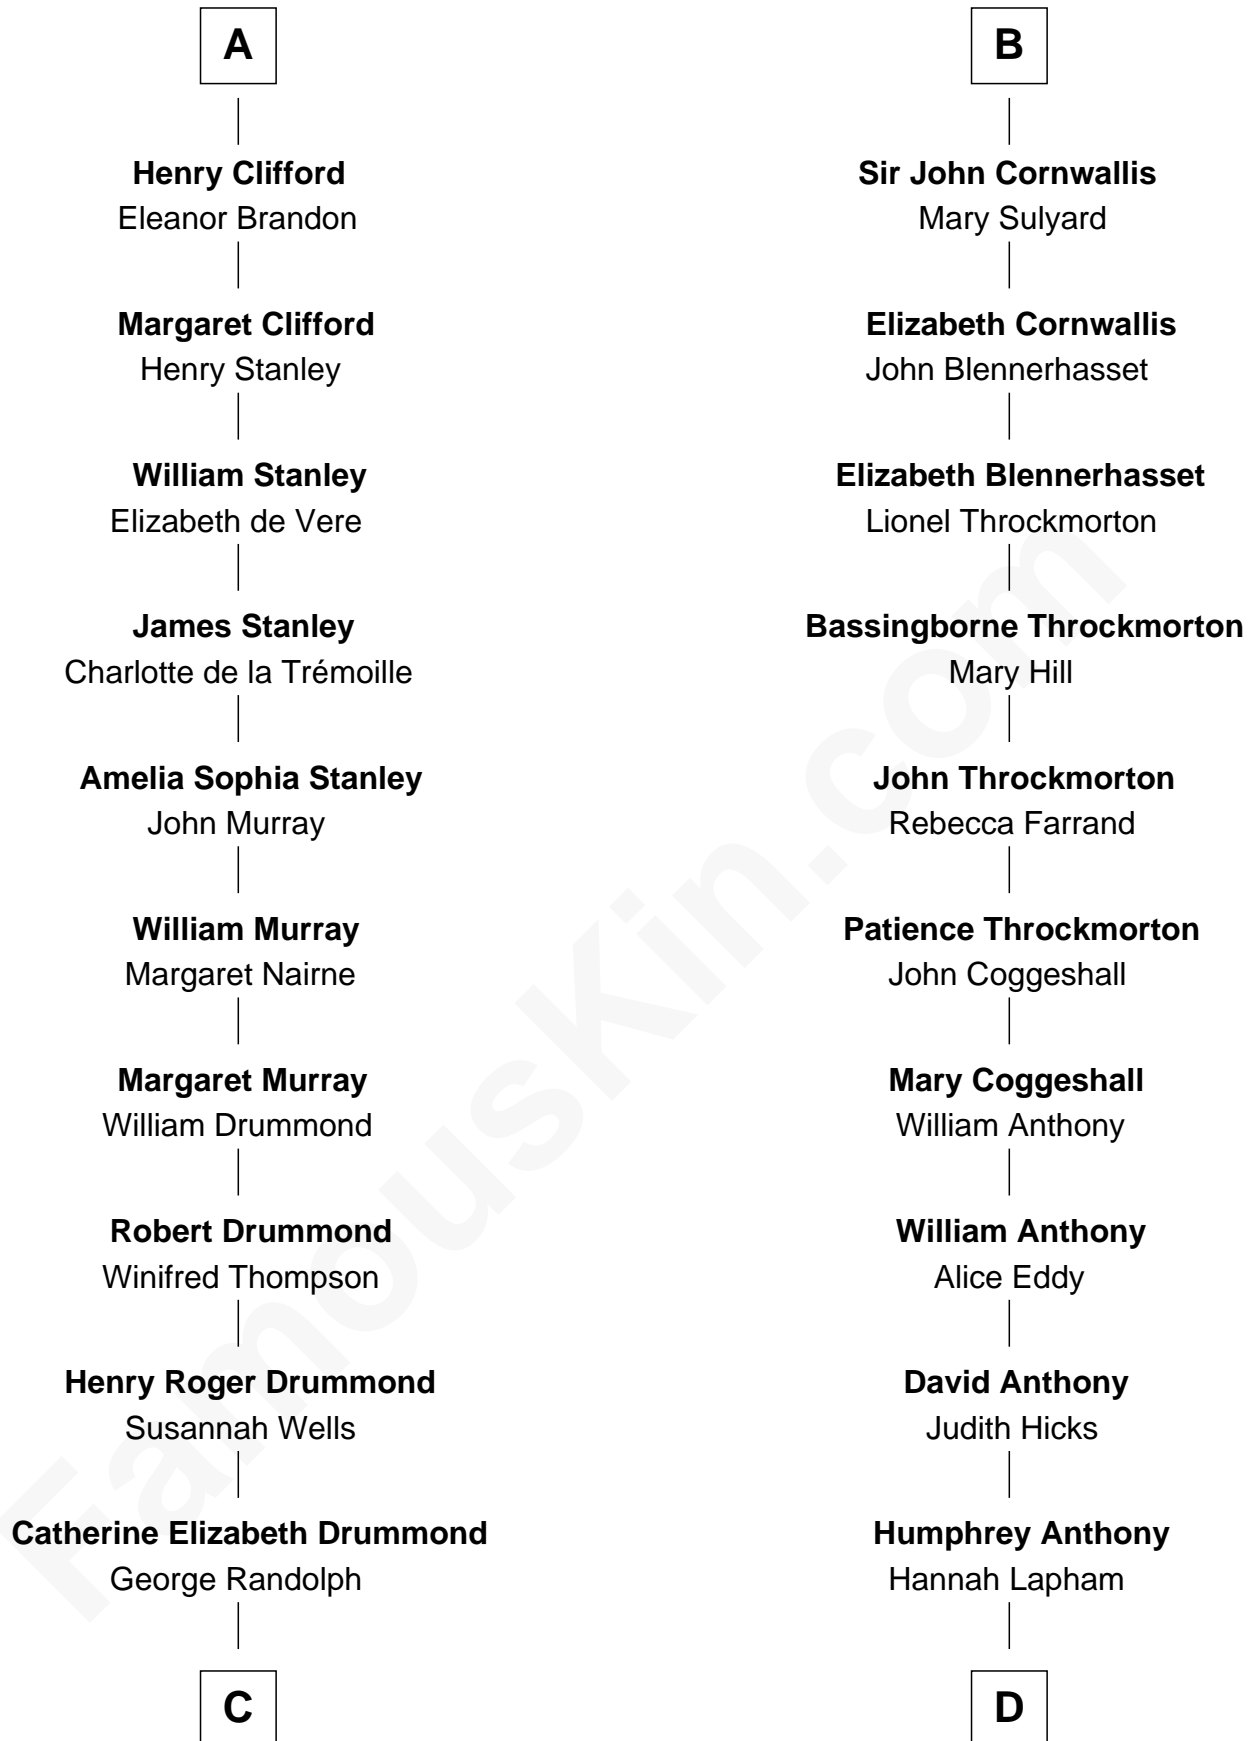 A
Henry Clifford
Eleanor Brandon
Margaret Clifford
Henry Stanley
William Stanley
Elizabeth de Vere
James Stanley
Charlotte de la Trémoille
Amelia Sophia Stanley
John Murray
William Murray
Margaret Nairne
Margaret Murray
William Drummond
Robert Drummond
Winifred Thompson
Henry Roger Drummond
Susannah Wells
Catherine Elizabeth Drummond
George Randolph
C
B
Sir John Cornwallis
Mary Sulyard
Elizabeth Cornwallis
John Blennerhasset
Elizabeth Blennerhasset
Lionel Throckmorton
Bassingborne Throckmorton
Mary Hill
John Throckmorton
Rebecca Farrand
Patience Throckmorton
John Coggeshall
Mary Coggeshall
William Anthony
William Anthony
Alice Eddy
David Anthony
Judith Hicks
Humphrey Anthony
Hannah Lapham
D
FamousKin.com